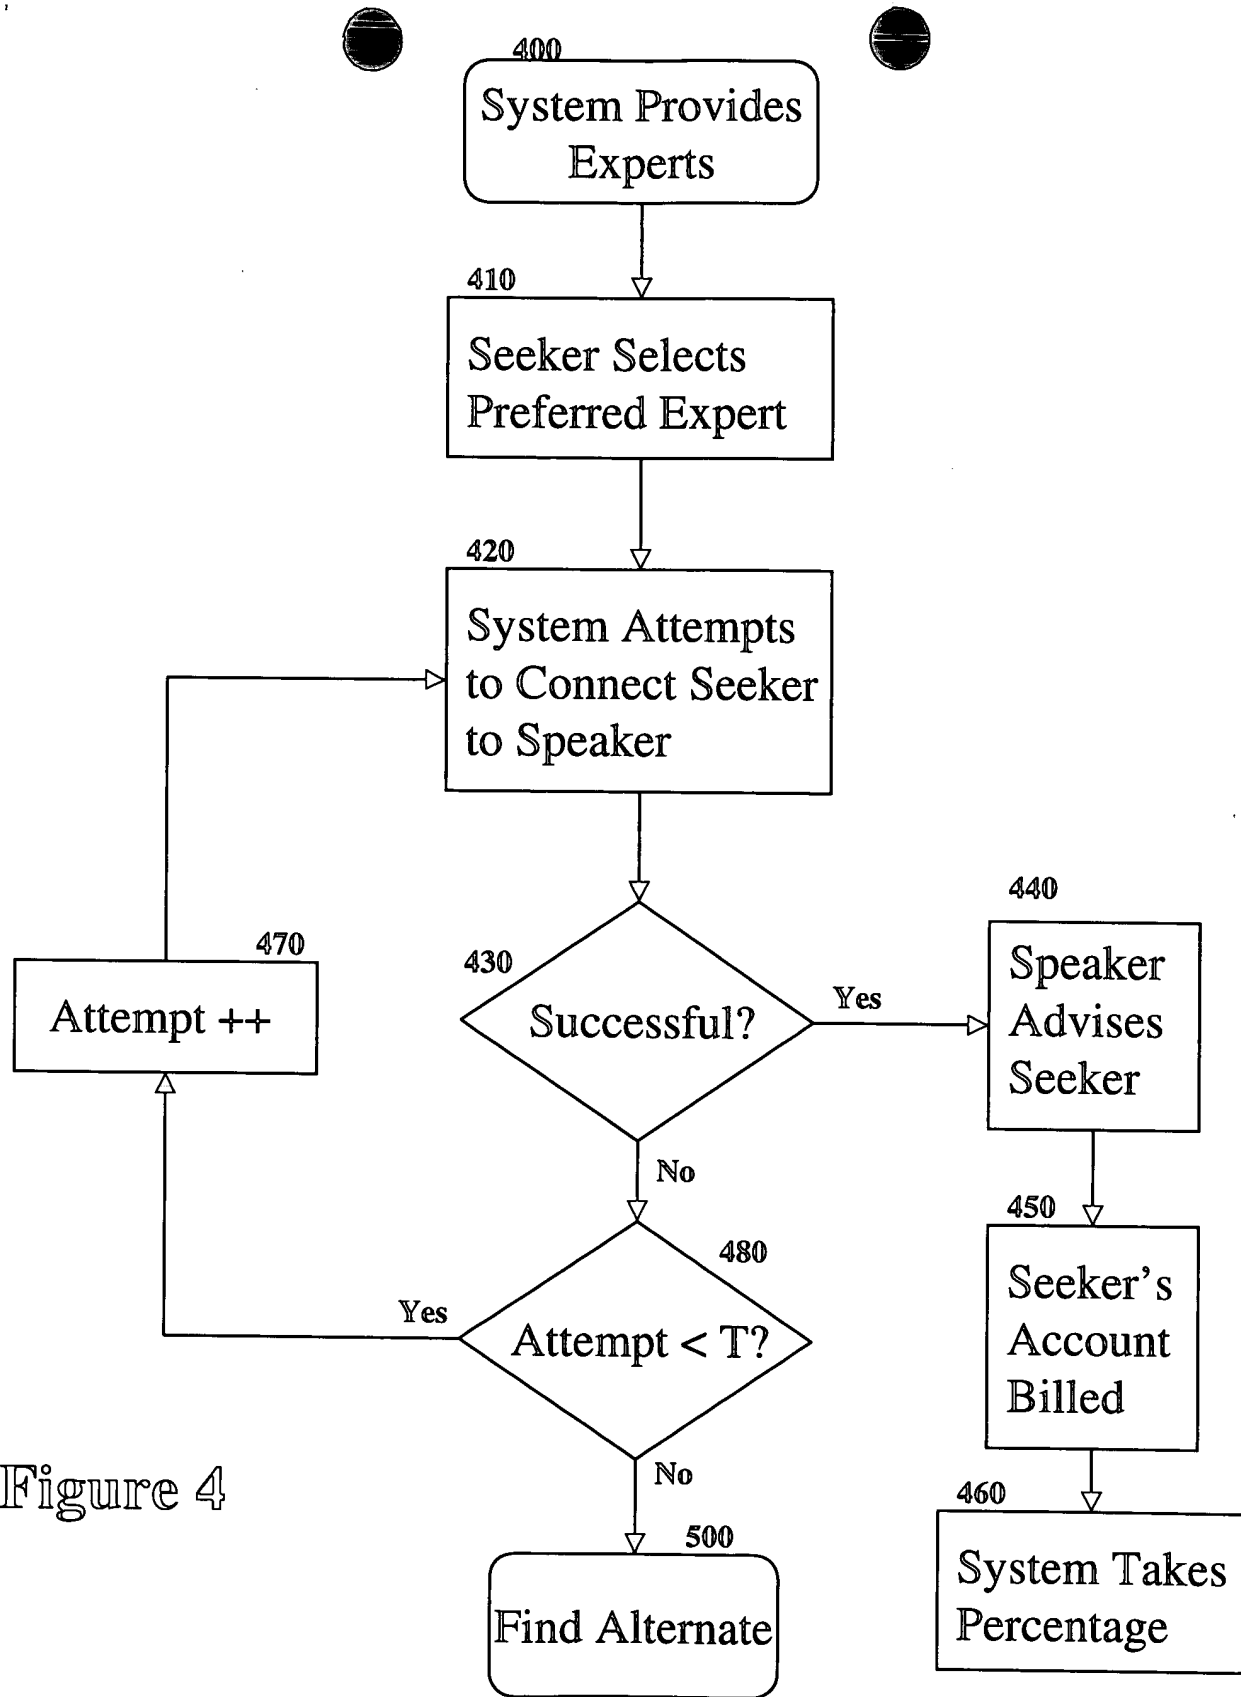 400
System Provides
Experts
410
Seeker Selects
Preferred Expert
420
System Attempts
to Connect Seeker
to Speaker
430
Successful?
Yes
440
Speaker
Advises
Seeker
470
Attempt ++
No
450
Seeker's
Account
Billed
480
Attempt < T?
Yes
No
460
System Takes
Percentage
500
Find Alternate
Figure 4